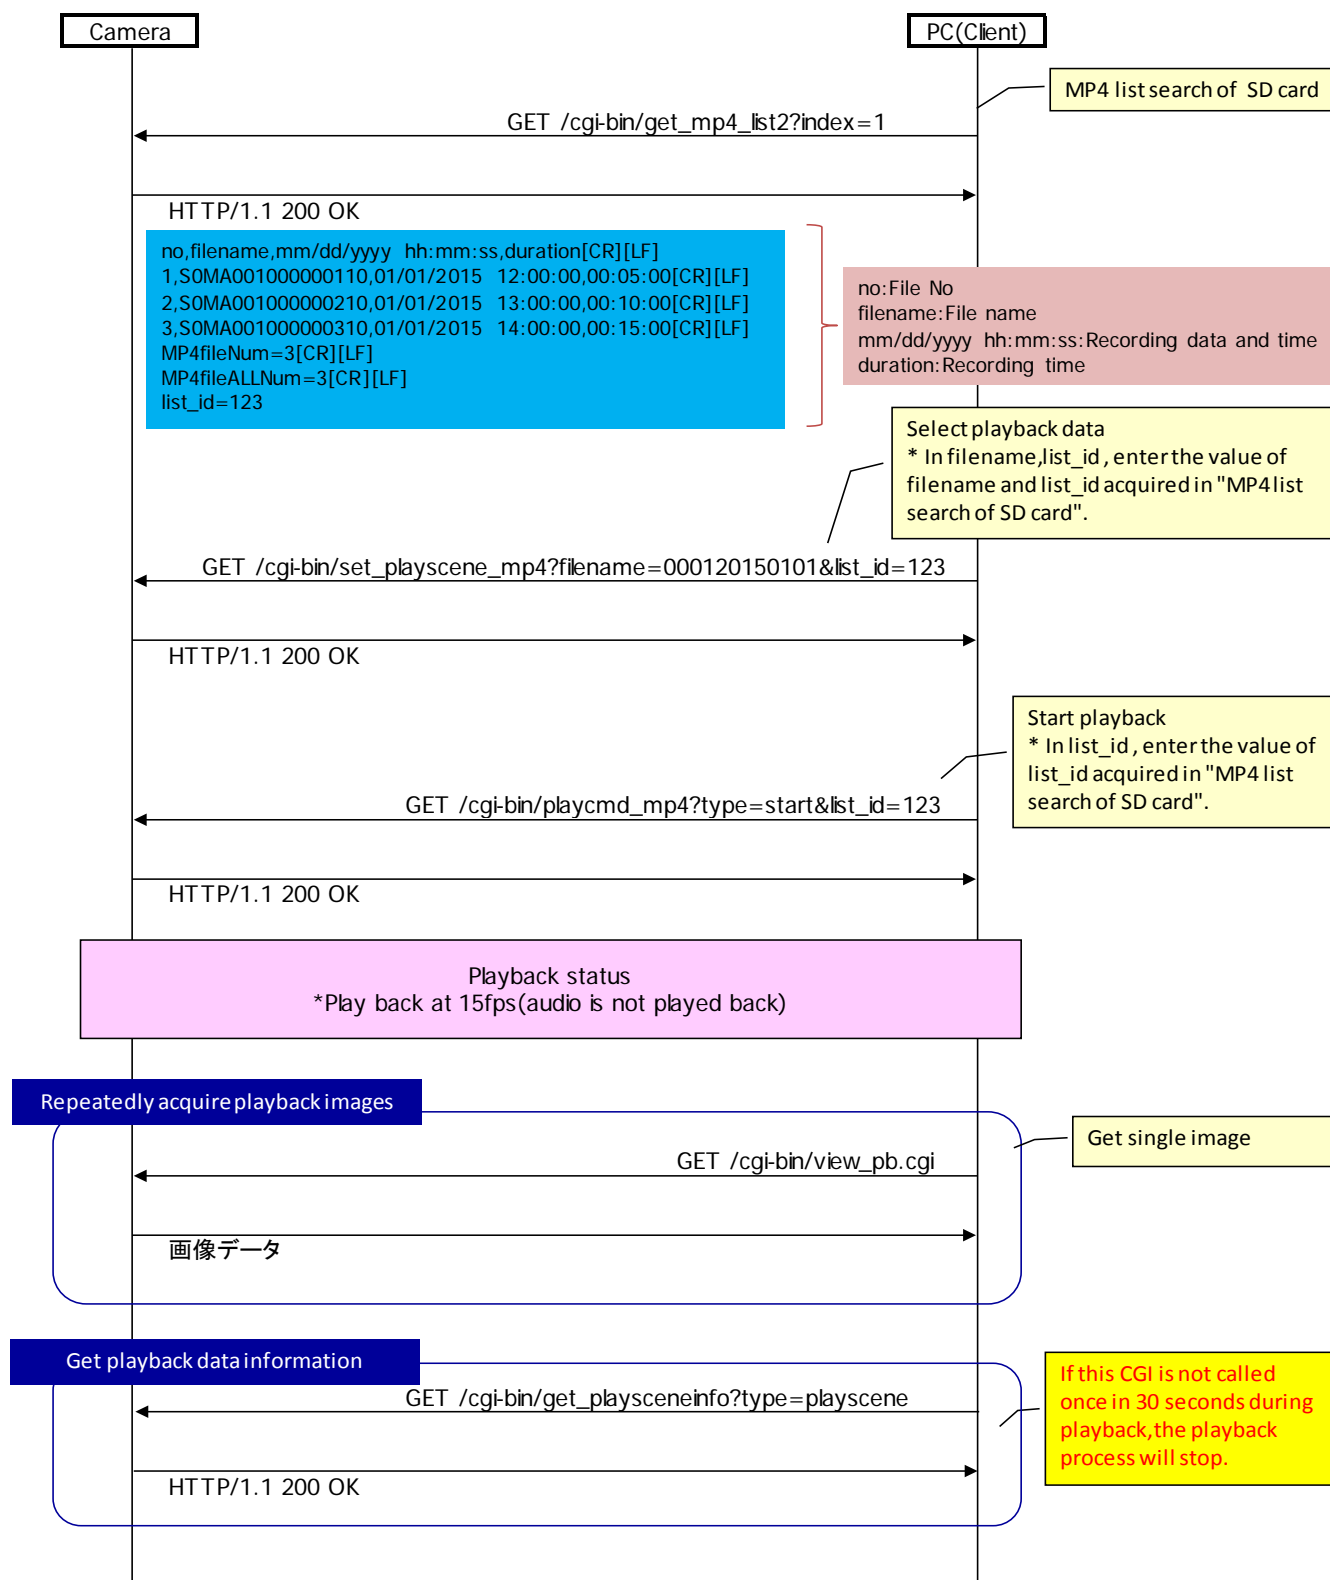 Camera
PC(Client)
MP4 list search of SD card
GET /cgi-bin/get_mp4_list2?index=1
HTTP/1.1 200 OK
no,filename,mm/dd/yyyy hh:mm:ss,duration[CR][LF]
1,S0MA001000000110,01/01/2015 12:00:00,00:05:00[CR][LF]
2,S0MA001000000210,01/01/2015 13:00:00,00:10:00[CR][LF]
3,S0MA001000000310,01/01/2015 14:00:00,00:15:00[CR][LF]
MP4fileNum=3[CR][LF]
MP4fileALLNum=3[CR][LF]
list_id=123
no:File No
filename:File name
mm/dd/yyyy hh:mm:ss:Recording data and time
duration:Recording time
Select playback data
* In filename,list_id , enter the value of
filename and list_id acquired in "MP4 list
search of SD card".
GET /cgi-bin/set_playscene_mp4?filename=000120150101&list_id=123
HTTP/1.1 200 OK
Start playback
* In list_id , enter the value of
list_id acquired in "MP4 list
search of SD card".
GET /cgi-bin/playcmd_mp4?type=start&list_id=123
HTTP/1.1 200 OK
Playback status
*Play back at 15fps(audio is not played back)
Repeatedly acquire playback images
Get single image
GET /cgi-bin/view_pb.cgi
画像データ
Get playback data information
GET /cgi-bin/get_playsceneinfo?type=playscene
If this CGI is not called
once in 30 seconds during
playback,the playback
process will stop.
HTTP/1.1 200 OK